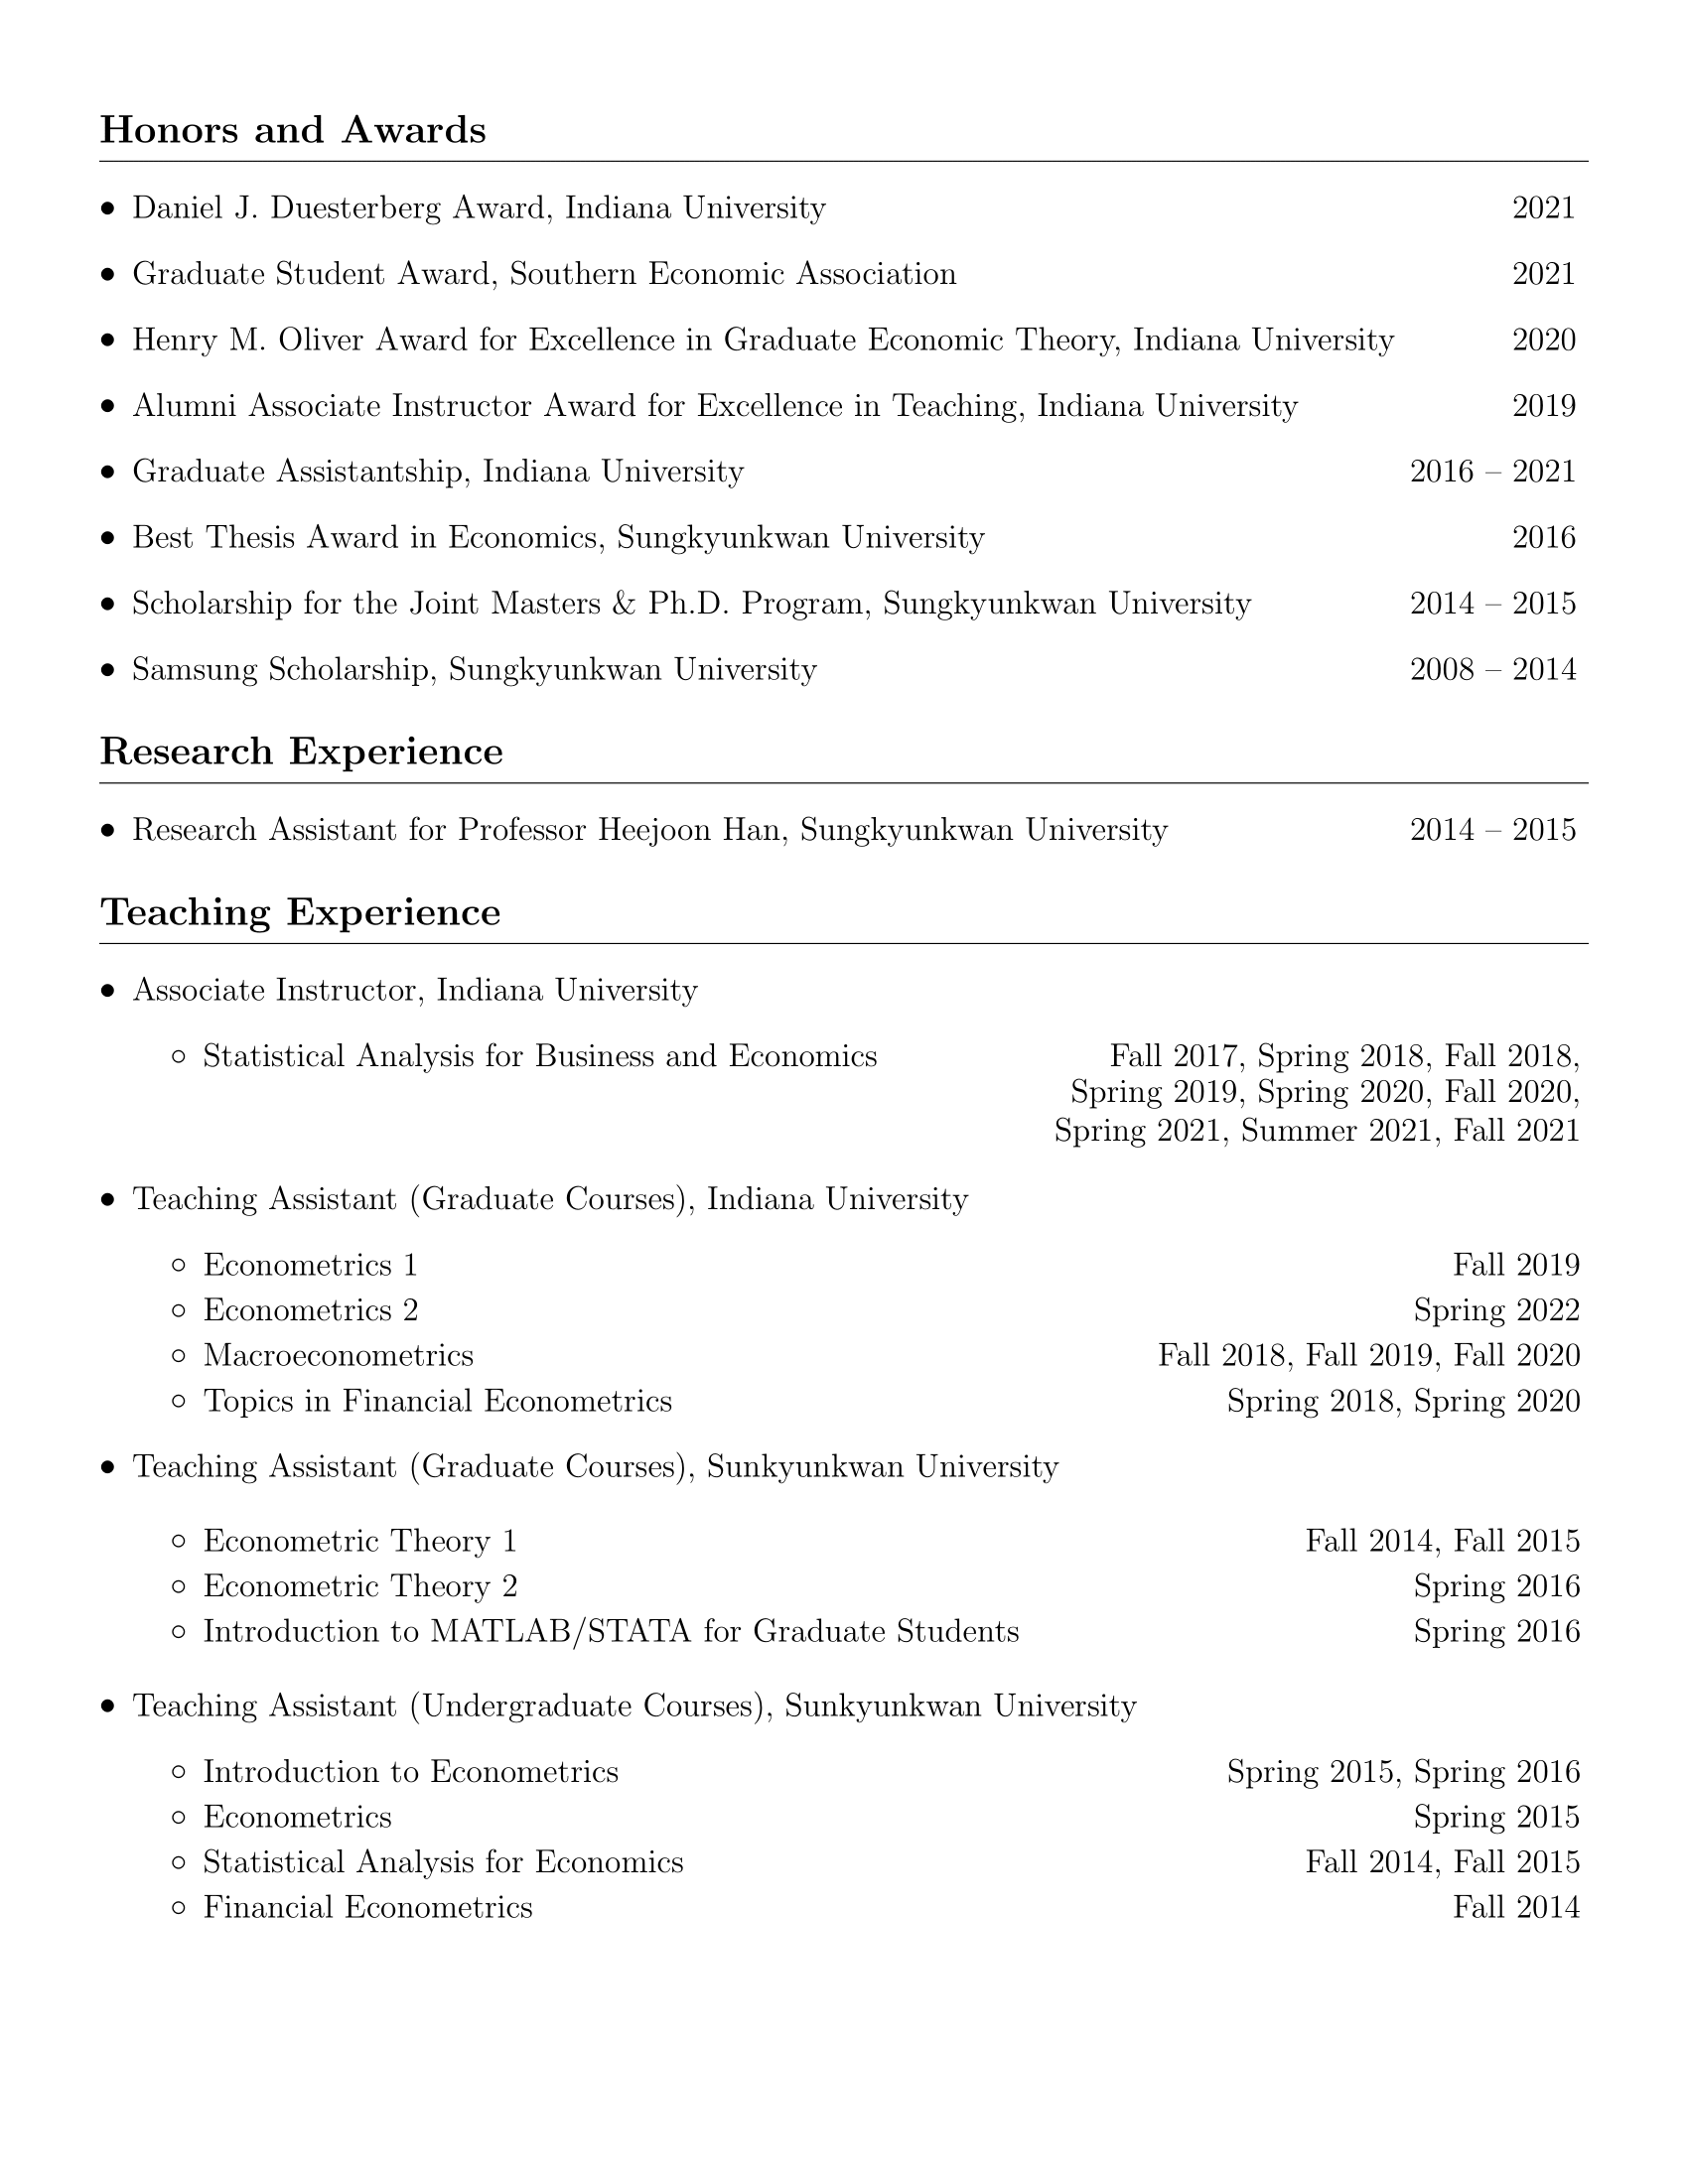 Honors and Awards
• Daniel J. Duesterberg Award, Indiana University 2021
• Graduate Student Award, Southern Economic Association 2021
• Henry M. Oliver Award for Excellence in Graduate Economic Theory, Indiana University 2020
• Alumni Associate Instructor Award for Excellence in Teaching, Indiana University 2019
• Graduate Assistantship, Indiana University 2016 – 2021
• Best Thesis Award in Economics, Sungkyunkwan University 2016
• Scholarship for the Joint Masters & Ph.D. Program, Sungkyunkwan University 2014 – 2015
• Samsung Scholarship, Sungkyunkwan University 2008 – 2014
Research Experience
• Research Assistant for Professor Heejoon Han, Sungkyunkwan University 2014 – 2015
Teaching Experience
• Associate Instructor, Indiana University
◦ Statistical Analysis for Business and Economics Fall 2017, Spring 2018, Fall 2018,
Spring 2019, Spring 2020, Fall 2020,
Spring 2021, Summer 2021, Fall 2021
• Teaching Assistant (Graduate Courses), Indiana University
◦ Econometrics 1 Fall 2019
◦ Econometrics 2 Spring 2022
◦ Macroeconometrics Fall 2018, Fall 2019, Fall 2020
◦ Topics in Financial Econometrics Spring 2018, Spring 2020
• Teaching Assistant (Graduate Courses), Sunkyunkwan University
◦ Econometric Theory 1 Fall 2014, Fall 2015
◦ Econometric Theory 2 Spring 2016
◦ Introduction to MATLAB/STATA for Graduate Students Spring 2016
• Teaching Assistant (Undergraduate Courses), Sunkyunkwan University
◦ Introduction to Econometrics Spring 2015, Spring 2016
◦ Econometrics Spring 2015
◦ Statistical Analysis for Economics Fall 2014, Fall 2015
◦ Financial Econometrics Fall 2014